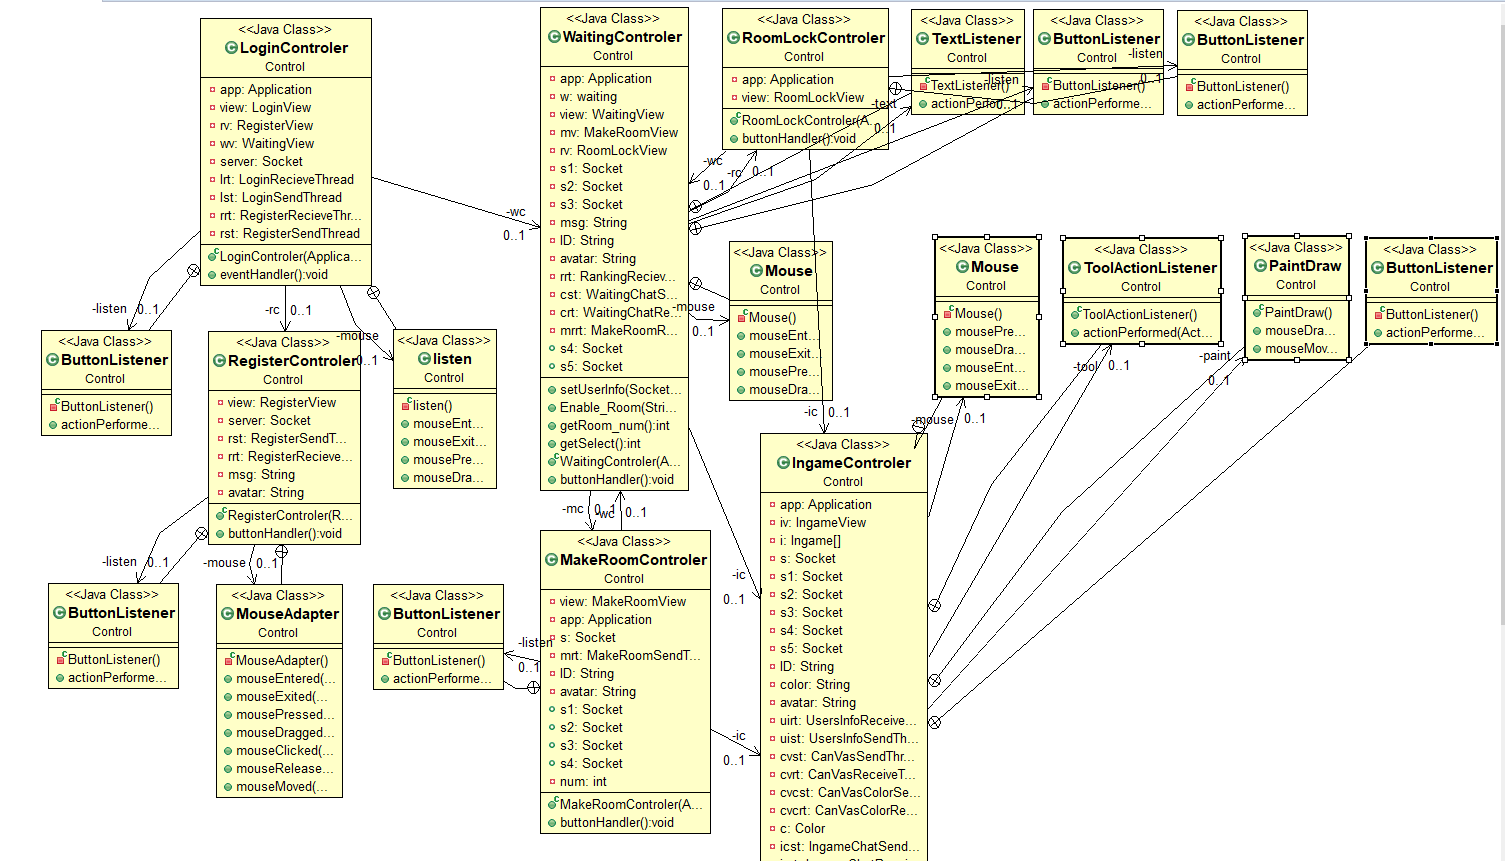 <<Java Class>>
LoginControler
Control
app: Application
view: LoginView
rv: RegisterView
wv: WaitingView
server: Socket
lrt: LoginRecieveThread
lst: LoginSendThread
rrt: RegisterRecieveThr...
rst: RegisterSendThread
LoginControler(Applica...
eventHandler():void
<<Java Class>>
WaitingControler
Control
app: Application
w: waiting
view: WaitingView
mv: MakeRoomView
rv: RoomLockView
s1: Socket
s2: Socket
s3: Socket
msg: String
ID: String
avatar: String
rrt: RankingReciev...
cst: WaitingChatS...
crt: WaitingChatRe...
mrrt: MakeRoomR...
s4: Socket
s5: Socket
setUserInfo(Socket...
Enable_Room(Stri...
getRoom_num():int
getSelect():int
WaitingControler(A...
buttonHandler():void
<<Java Class>>
RoomLockControler
Control
app: Application
view: RoomLockView
RoomLockControler(A...
buttonHandler():void
<<Java Class>>
TextListener
Control
TextListener()
actionPerfo...
<<Java Class>>
ButtonListener
Control
ButtonListener()
actionPerforme...
<<Java Class>>
ButtonListener
Control
ButtonListener()
actionPerforme...
-listen
0..1
-listen
0..1
-text
0..1
-wc
0..1
-rc
0..1
-wc
0..1
<<Java Class>>
Mouse
Control
Mouse()
mouseEnt...
mouseExit...
mousePre...
mouseDra...
-mouse
0..1
<<Java Class>>
Mouse
Control
Mouse()
mousePre...
mouseDra...
mouseEnt...
mouseExit...
<<Java Class>>
ToolActionListener
Control
ToolActionListener()
actionPerformed(Act...
<<Java Class>>
PaintDraw
Control
PaintDraw()
mouseDra...
mouseMov...
<<Java Class>>
ButtonListener
Control
ButtonListener()
actionPerforme...
-tool
0..1
-paint
0..1
-mouse
0..1
-ic
0..1
-listen
0..1
-rc
0..1
-mouse
0..1
<<Java Class>>
ButtonListener
Control
ButtonListener()
actionPerforme...
<<Java Class>>
RegisterControler
Control
view: RegisterView
server: Socket
rst: RegisterSendT...
rrt: RegisterRecieve...
msg: String
avatar: String
RegisterControler(R...
buttonHandler():void
<<Java Class>>
listen
Control
listen()
mouseEnt...
mouseExit...
mousePre...
mouseDra...
-listen
0..1
-mouse
0..1
<<Java Class>>
ButtonListener
Control
ButtonListener()
actionPerforme...
<<Java Class>>
MouseAdapter
Control
MouseAdapter()
mouseEntered(...
mouseExited(...
mousePressed...
mouseDragged...
mouseClicked(...
mouseRelease...
mouseMoved(...
<<Java Class>>
ButtonListener
Control
ButtonListener()
actionPerforme...
-listen
0..1
-mc
0..1
-wc
0..1
<<Java Class>>
MakeRoomControler
Control
view: MakeRoomView
app: Application
s: Socket
mrt: MakeRoomSendT...
ID: String
avatar: String
s1: Socket
s2: Socket
s3: Socket
s4: Socket
num: int
MakeRoomControler(A...
buttonHandler():void
-ic
0..1
-ic
0..1
<<Java Class>>
IngameControler
Control
app: Application
iv: IngameView
i: Ingame[]
s: Socket
s1: Socket
s2: Socket
s3: Socket
s4: Socket
s5: Socket
ID: String
color: String
avatar: String
uirt: UsersInfoReceive...
uist: UsersInfoSendTh...
cvst: CanVasSendThr...
cvrt: CanVasReceiveT...
cvcst: CanVasColorSe...
cvcrt: CanVasColorRe...
c: Color
icst: IngameChatSend...